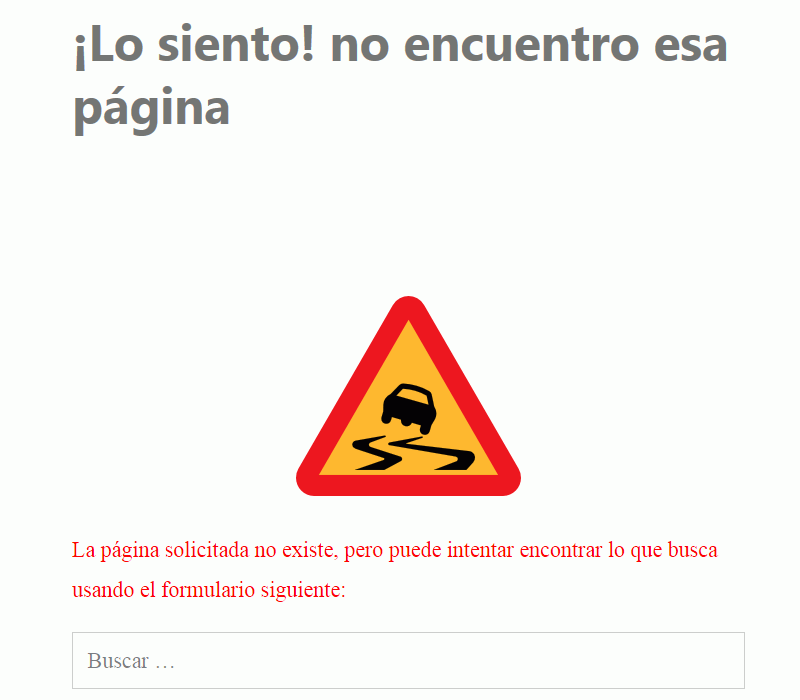 ¡Lo siento! no encuentro esa
página
La página solicitada no existe, pero puede intentar encontrar lo que busca
usando el formulario siguiente:
Buscar …